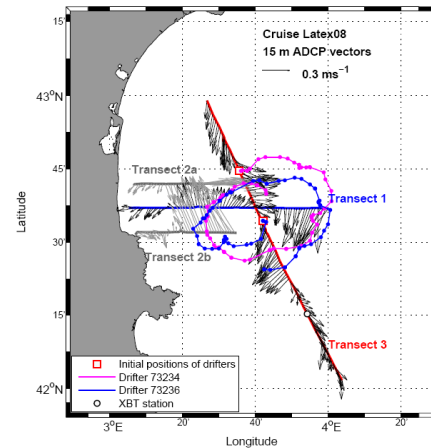 Cruise Latex08
15 m ADCP vectors
0.3 ms⁻¹
15'
43°N
45'
30'
15'
42°N
Latitude
Transect 2a
Transect 1
Transect 2b
Transect 3
Initial positions of drifters
Drifter 73234
Drifter 73236
XBT station
3°E
20'
40'
4°E
20'
Longitude